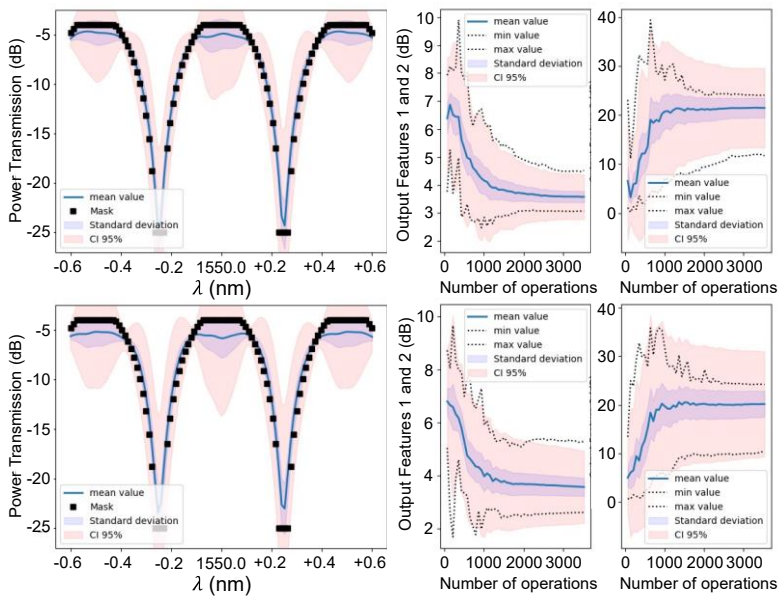 Power Transmission (dB)
-5
-10
-15
-20
-25
mean value
Mask
Standard deviation
CI 95%
-0.6 -0.4 -0.2 1550.0 +0.2 +0.4 +0.6
λ (nm)
Output Features 1 and 2 (dB)
10
9
8
7
6
5
4
3
2
mean value
min value
max value
Standard deviation
CI 95%
0 1000 2000 3000
Number of operations
40
30
20
10
0
mean value
min value
max value
Standard deviation
CI 95%
0 1000 2000 3000
Number of operations
Power Transmission (dB)
-5
-10
-15
-20
-25
mean value
Mask
Standard deviation
CI 95%
-0.6 -0.4 -0.2 1550.0 +0.2 +0.4 +0.6
λ (nm)
Output Features 1 and 2 (dB)
10
8
6
4
2
mean value
min value
max value
Standard deviation
CI 95%
0 1000 2000 3000
Number of operations
40
30
20
10
0
mean value
min value
max value
Standard deviation
CI 95%
0 1000 2000 3000
Number of operations